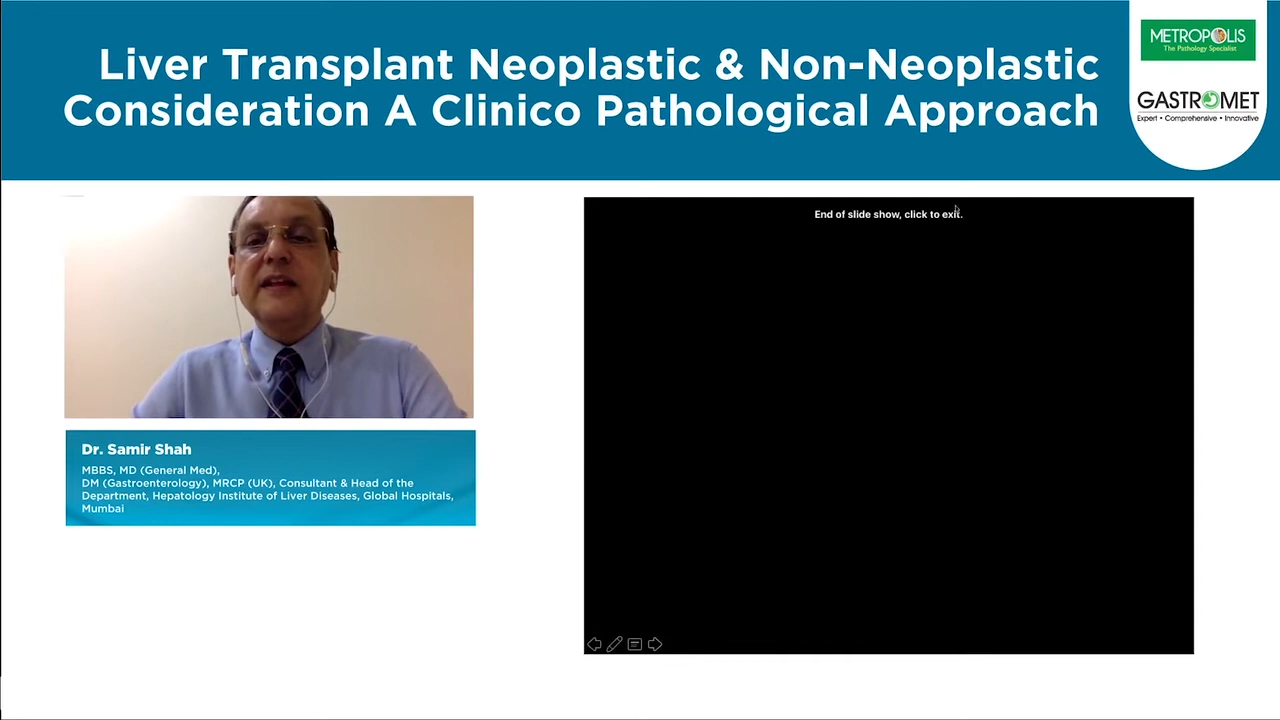 Liver Transplant Neoplastic & Non-Neoplastic
Consideration A Clinico Pathological Approach
METROPOLIS
The Pathology Specialist
GASTROMET
Expert • Comprehensive • Innovative
End of slide show, click to exit.
Dr. Samir Shah
MBBS, MD (General Med),
DM (Gastroenterology), MRCP (UK), Consultant & Head of the
Department, Hepatology Institute of Liver Diseases, Global Hospitals,
Mumbai